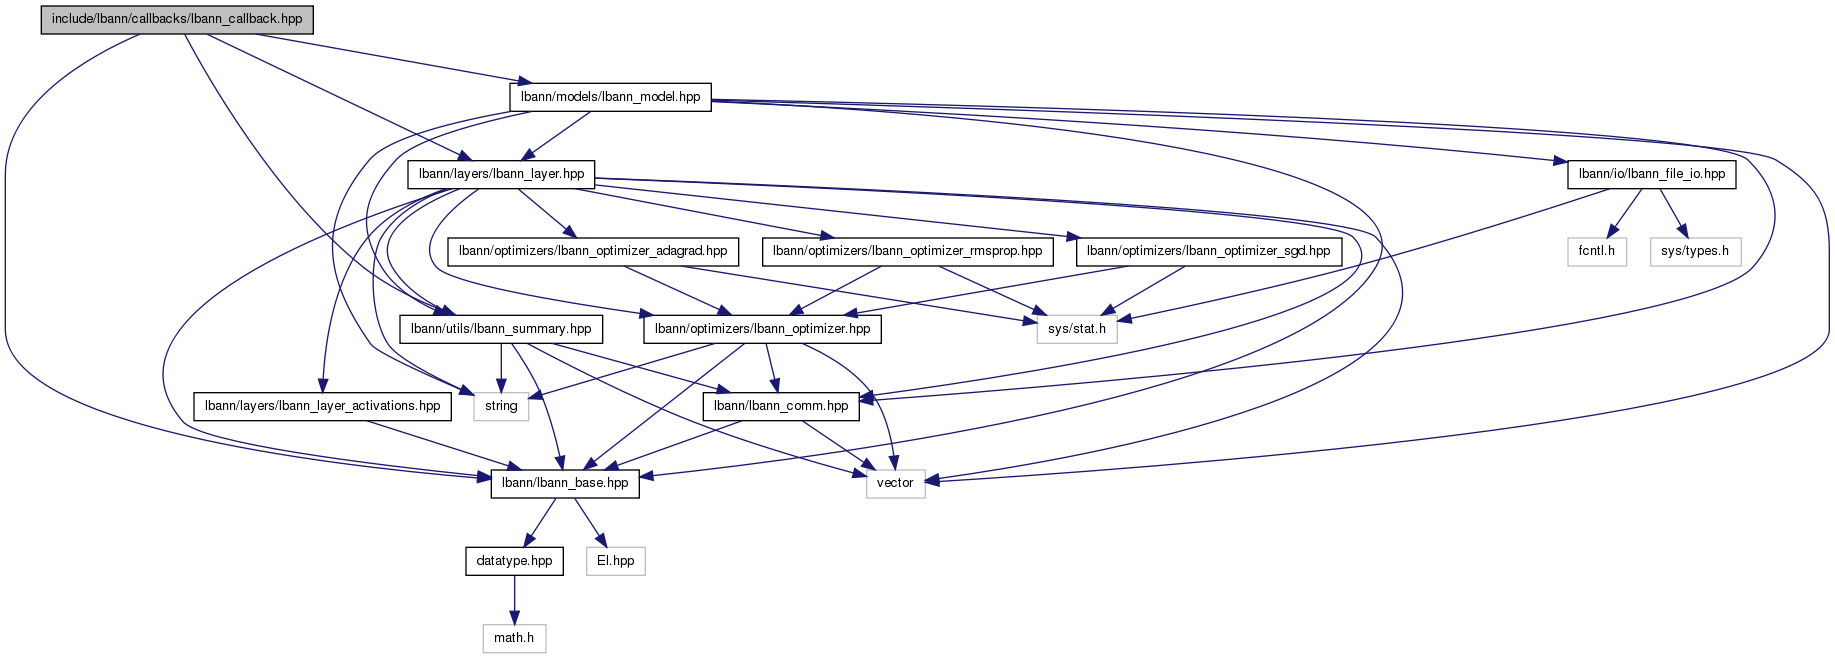 include/lbann/callbacks/lbann_callback.hpp
lbann/models/lbann_model.hpp
lbann/layers/lbann_layer.hpp
lbann/io/lbann_file_io.hpp
lbann/optimizers/lbann_optimizer_adagrad.hpp
lbann/optimizers/lbann_optimizer_rmsprop.hpp
lbann/optimizers/lbann_optimizer_sgd.hpp
fcntl.h
sys/types.h
lbann/utils/lbann_summary.hpp
lbann/optimizers/lbann_optimizer.hpp
sys/stat.h
lbann/layers/lbann_layer_activations.hpp
string
lbann/lbann_comm.hpp
lbann/lbann_base.hpp
vector
datatype.hpp
El.hpp
math.h